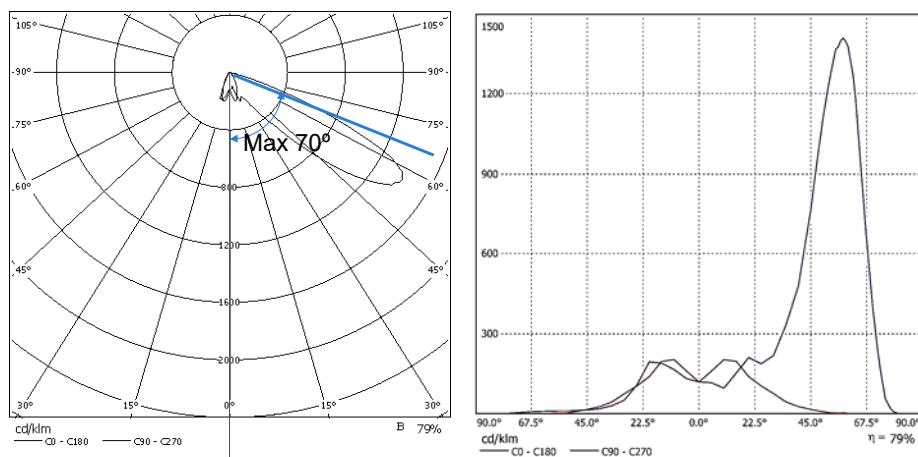 105° 105°
90° 90°
75° 75°
Max 70º
60° 60°
800
1200
45° 45°
1600
2000
30° 15° 0° 15° 30°
cd/klm B 79%
C0 - C180 C90 - C270
1500
1200
900
600
300
90.0° 67.5° 45.0° 22.5° 0.0° 22.5° 45.0° 67.5° 90.0°
cd/klm η = 79%
C0 - C180 C90 - C270